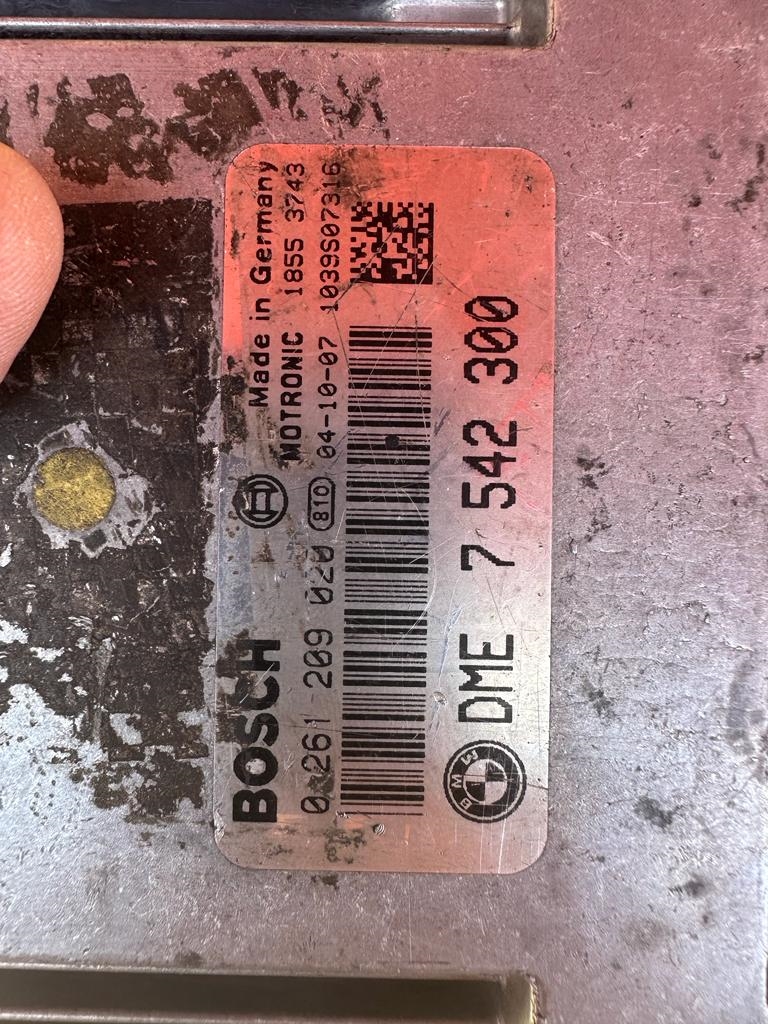 BOSCH Made in Germany
MOTRONIC 1855 3743
0 261 209 020 810 04-10-07 1039S07316
BMW DME 7 542 300